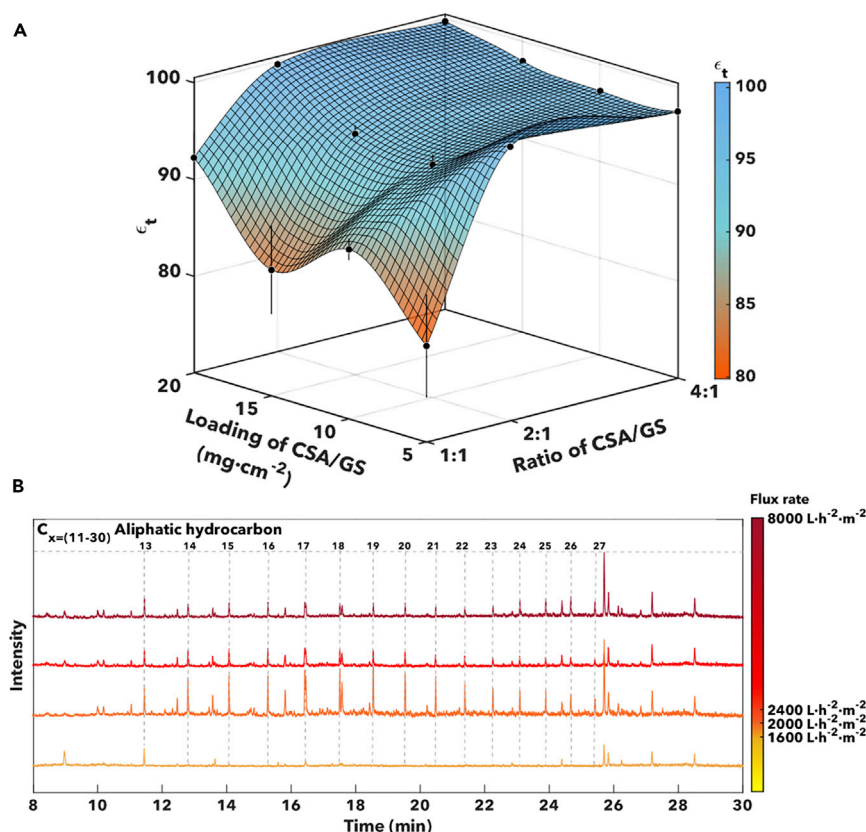 A
100
90
80
ϵt
20
15
10
5
Loading of CSA/GS
(mg·cm-2)
1:1
2:1
4:1
Ratio of CSA/GS
ϵt
100
95
90
85
80
B
Cx=(11-30) Aliphatic hydrocarbon
13 14 15 16 17 18 19 20 21 22 23 24 25 26 27
Intensity
8 10 12 14 16 18 20 22 24 26 28 30
Time (min)
Flux rate
8000 L·h-2·m-2
2400 L·h-2·m-2
2000 L·h-2·m-2
1600 L·h-2·m-2